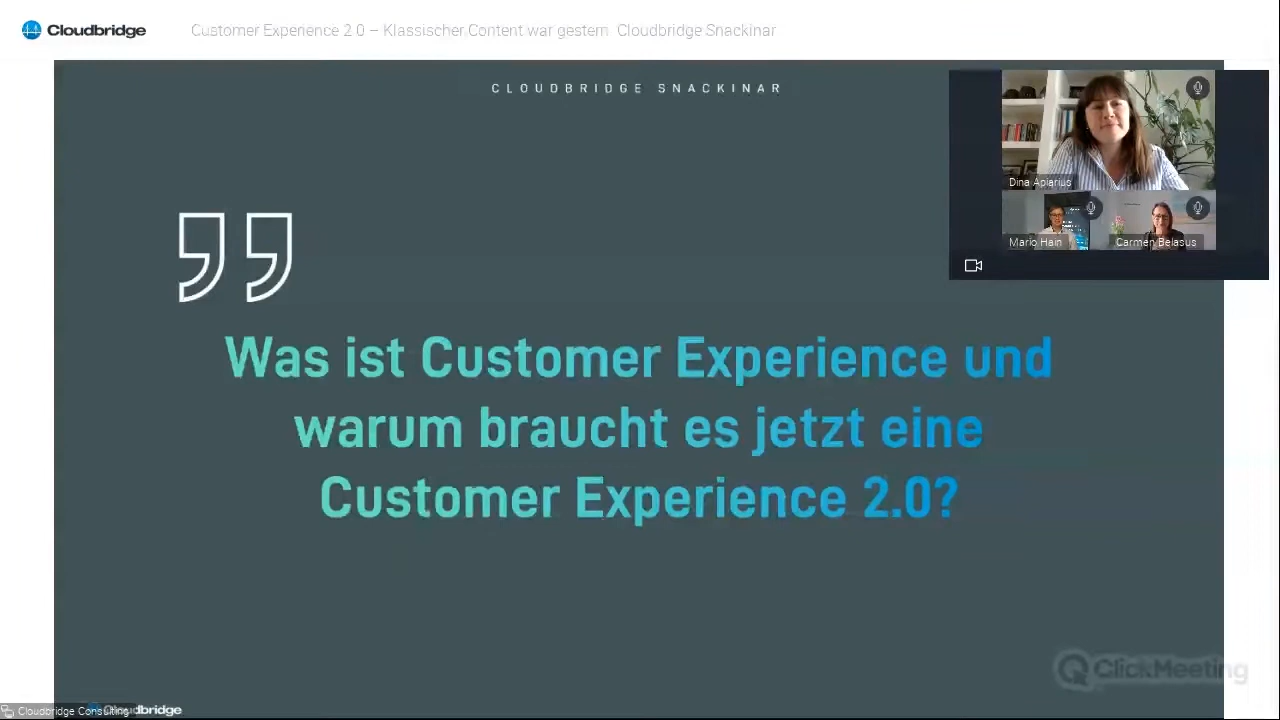 Cloudbridge
Customer Experience 2.0 – Klassischer Content war gestern. Cloudbridge Snackinar
CLOUDBRIDGE SNACKINAR
Dina Apiarius
Mario Hain
Carmen Belasus
Was ist Customer Experience und
warum braucht es jetzt eine
Customer Experience 2.0?
ClickMeeting
Cloudbridge Consulting
Cloudbridge